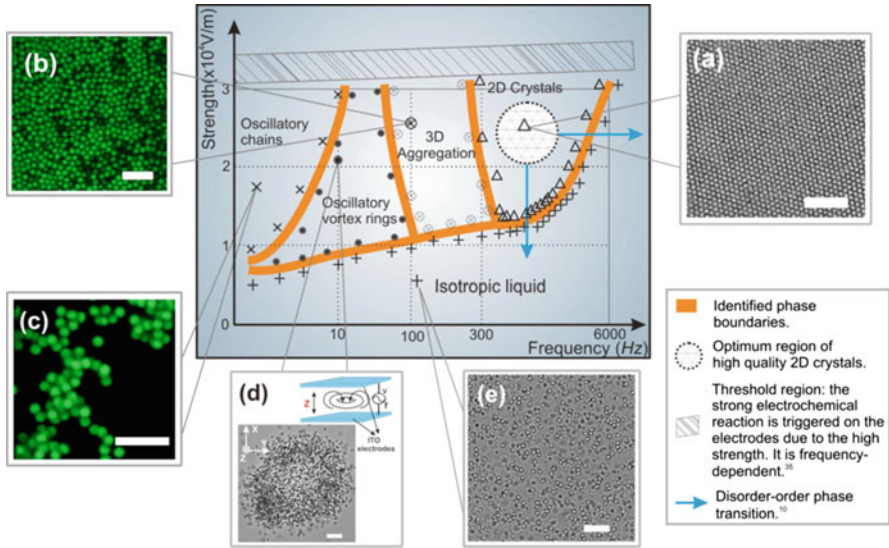 (b)
(a)
Strength(x10⁴V/m)
3
2
1
0
2D Crystals
Oscillatory
chains
3D
Aggregation
Oscillatory
vortex rings
Isotropic liquid
10
100
300
6000
Frequency (Hz)
(c)
(d)
Z
V
f
ITO
electrodes
X
Y
Z
(e)
Identified phase
boundaries.
Optimum region of
high quality 2D crystals.
Threshold region: the
strong electrochemical
reaction is triggered on the
electrodes due to the high
strength. It is frequency-
dependent.³⁵
Disorder-order phase
transition.¹⁰